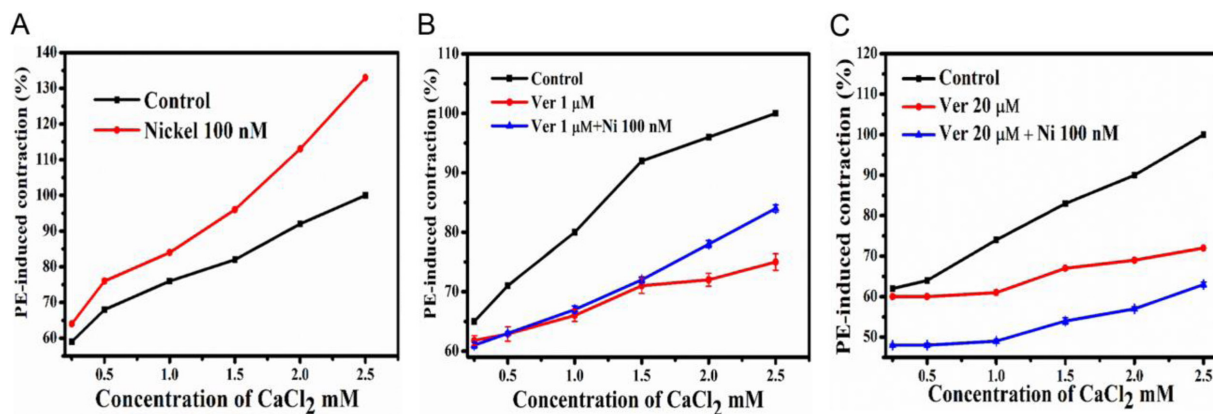 A
PE-induced contraction (%)
140
130
120
110
100
90
80
70
60
Control
Nickel 100 nM
0.5 1.0 1.5 2.0 2.5
Concentration of CaCl2 mM
B
PE-induced contraction (%)
110
100
90
80
70
60
Control
Ver 1 µM
Ver 1 µM+Ni 100 nM
0.5 1.0 1.5 2.0 2.5
Concentration of CaCl2 mM
C
PE-induced contraction (%)
120
110
100
90
80
70
60
50
Control
Ver 20 µM
Ver 20 µM + Ni 100 nM
0.5 1.0 1.5 2.0 2.5
Concentration of CaCl2 mM